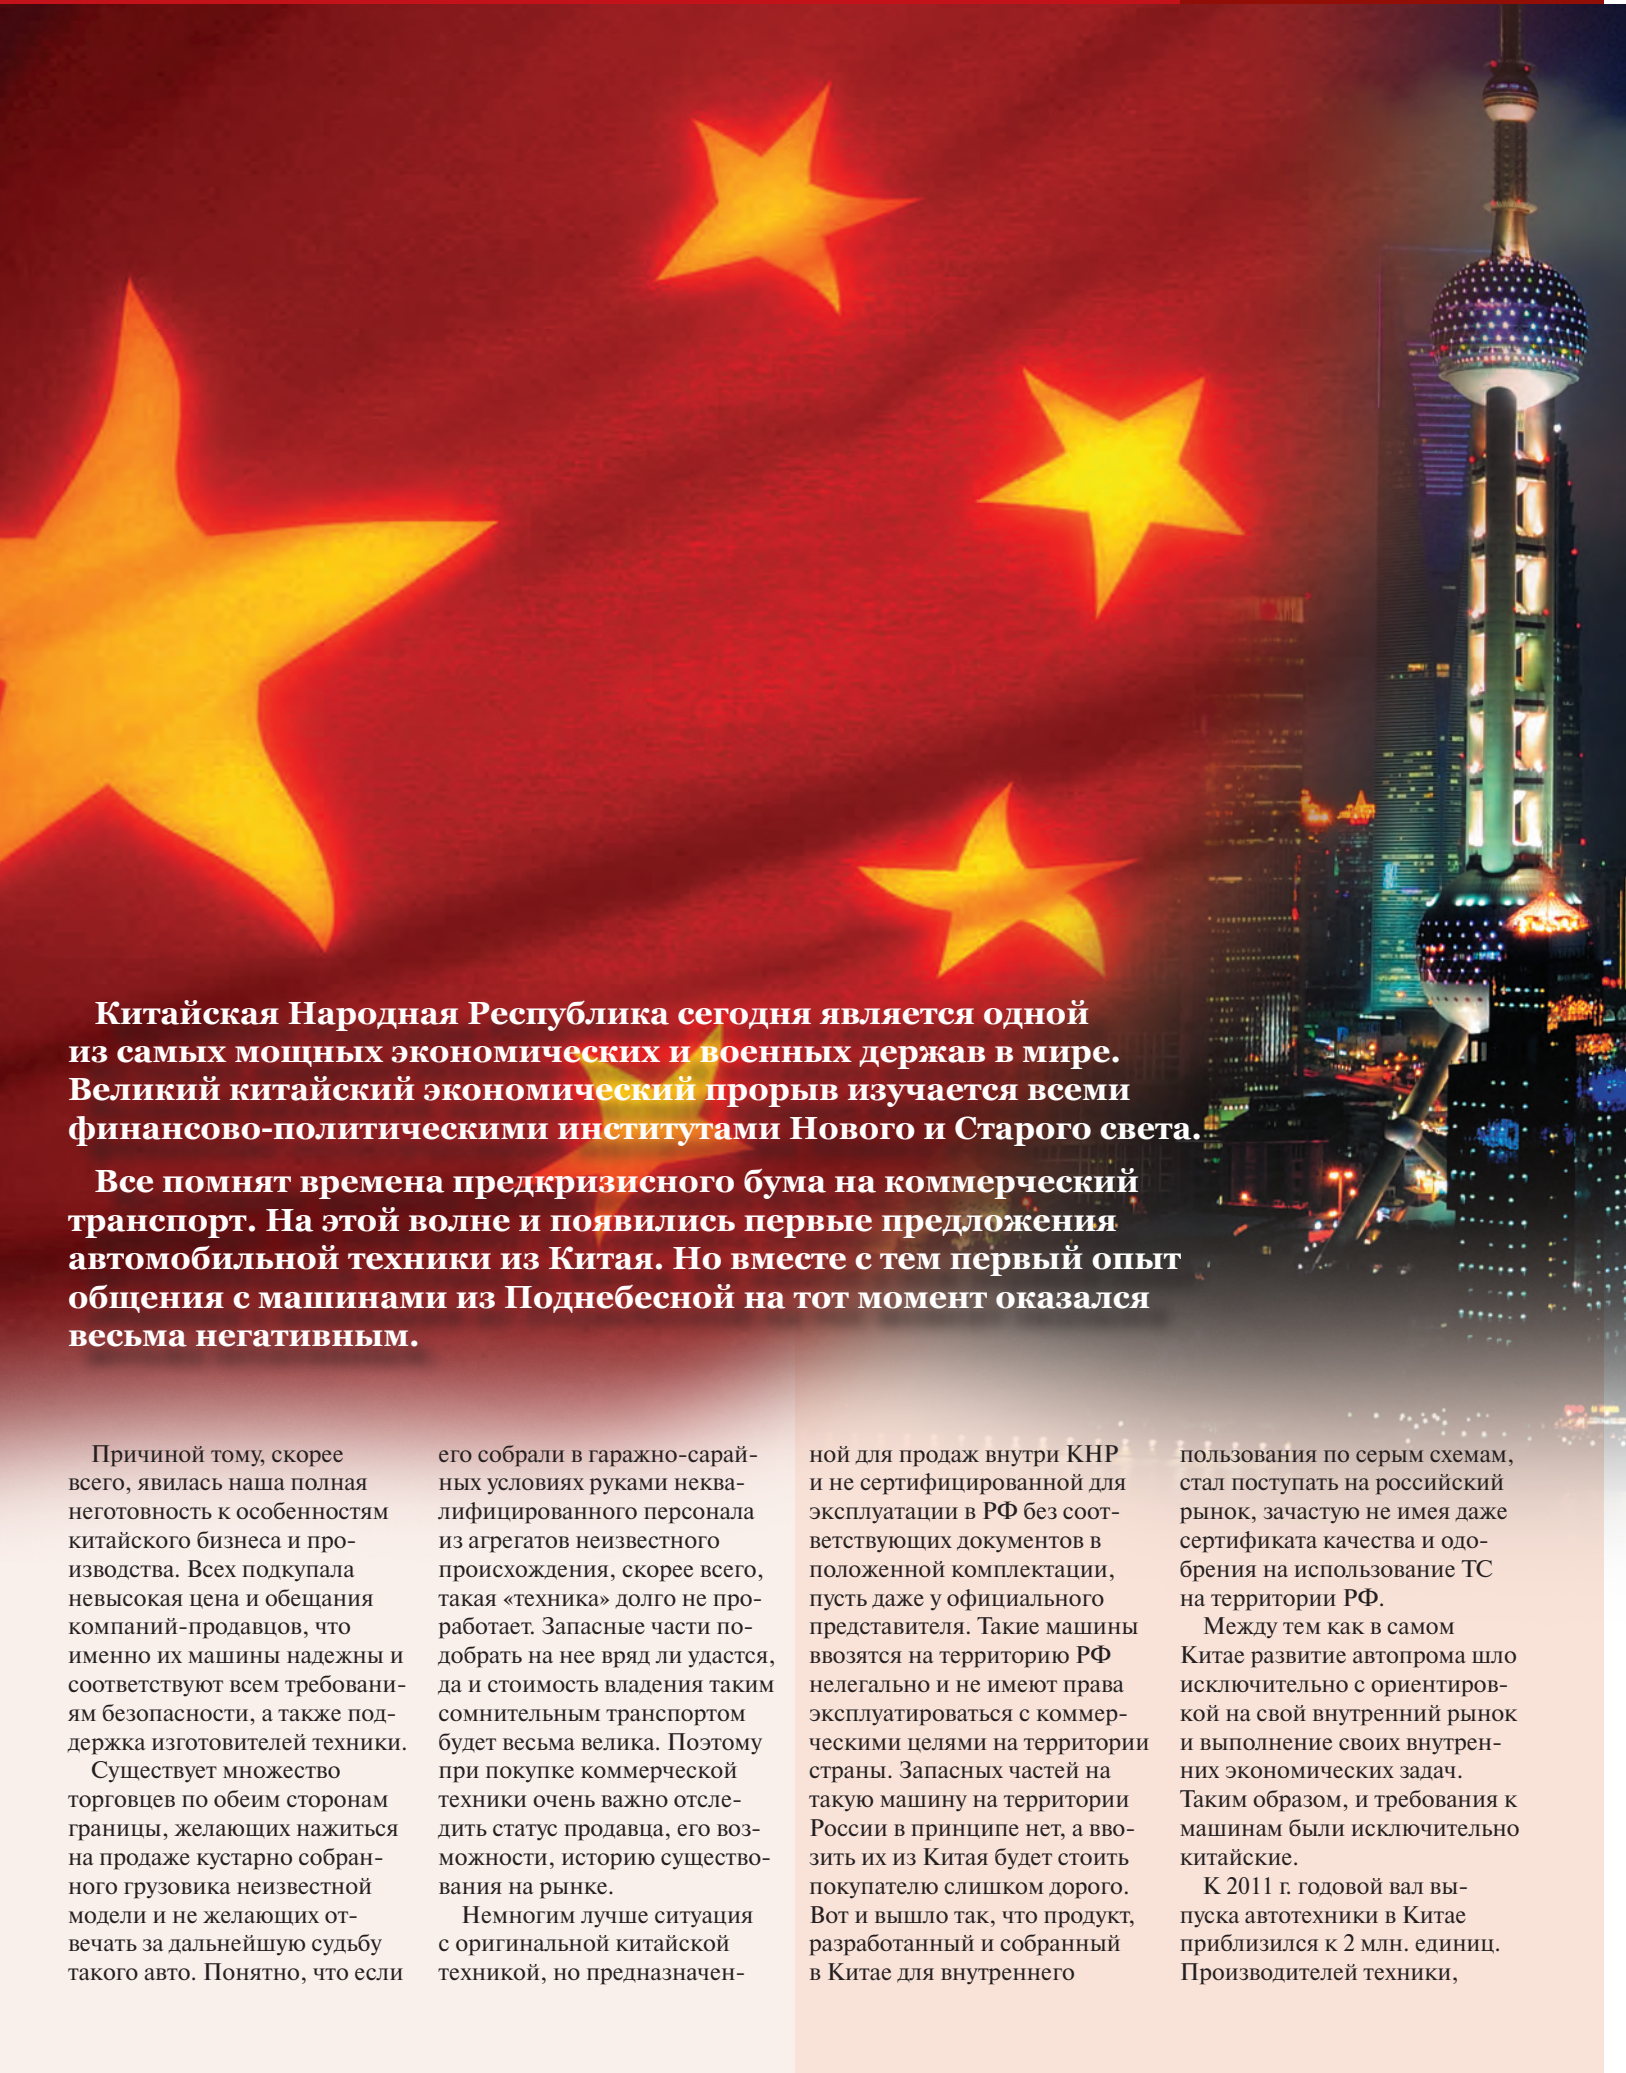 Китайская Народная Республика сегодня является одной
из самых мощных экономических и военных держав в мире.
Великий китайский экономический прорыв изучается всеми
финансово-политическими институтами Нового и Старого света.
Все помнят времена предкризисного бума на коммерческий
транспорт. На этой волне и появились первые предложения
автомобильной техники из Китая. Но вместе с тем первый опыт
общения с машинами из Поднебесной на тот момент оказался
весьма негативным.
Причиной тому, скорее
всего, явилась наша полная
неготовность к особенностям
китайского бизнеса и про-
изводства. Всех подкупала
невысокая цена и обещания
компаний-продавцов, что
именно их машины надежны и
соответствуют всем требовани-
ям безопасности, а также под-
держка изготовителей техники.
Существует множество
торговцев по обеим сторонам
границы, желающих нажиться
на продаже кустарно собран-
ного грузовика неизвестной
модели и не желающих от-
вечать за дальнейшую судьбу
такого авто. Понятно, что если
его собрали в гаражно-сарай-
ных условиях руками неква-
лифицированного персонала
из агрегатов неизвестного
происхождения, скорее всего,
такая «техника» долго не про-
работает. Запасные части по-
добрать на нее вряд ли удастся,
да и стоимость владения таким
сомнительным транспортом
будет весьма велика. Поэтому
при покупке коммерческой
техники очень важно отсле-
дить статус продавца, его воз-
можности, историю существо-
вания на рынке.
Немногим лучше ситуация
с оригинальной китайской
техникой, но предназначен-
ной для продаж внутри КНР
и не сертифицированной для
эксплуатации в РФ без соот-
ветствующих документов в
положенной комплектации,
пусть даже у официального
представителя. Такие машины
ввозятся на территорию РФ
нелегально и не имеют права
эксплуатироваться с коммер-
ческими целями на территории
страны. Запасных частей на
такую машину на территории
России в принципе нет, а вво-
зить их из Китая будет стоить
покупателю слишком дорого.
Вот и вышло так, что продукт,
разработанный и собранный
в Китае для внутреннего
пользования по серым схемам,
стал поступать на российский
рынок, зачастую не имея даже
сертификата качества и одо-
брения на использование ТС
на территории РФ.
Между тем как в самом
Китае развитие автопрома шло
исключительно с ориентиров-
кой на свой внутренний рынок
и выполнение своих внутрен-
них экономических задач.
Таким образом, и требования к
машинам были исключительно
китайские.
К 2011 г. годовой вал вы-
пуска автотехники в Китае
приблизился к 2 млн. единиц.
Производителей техники,